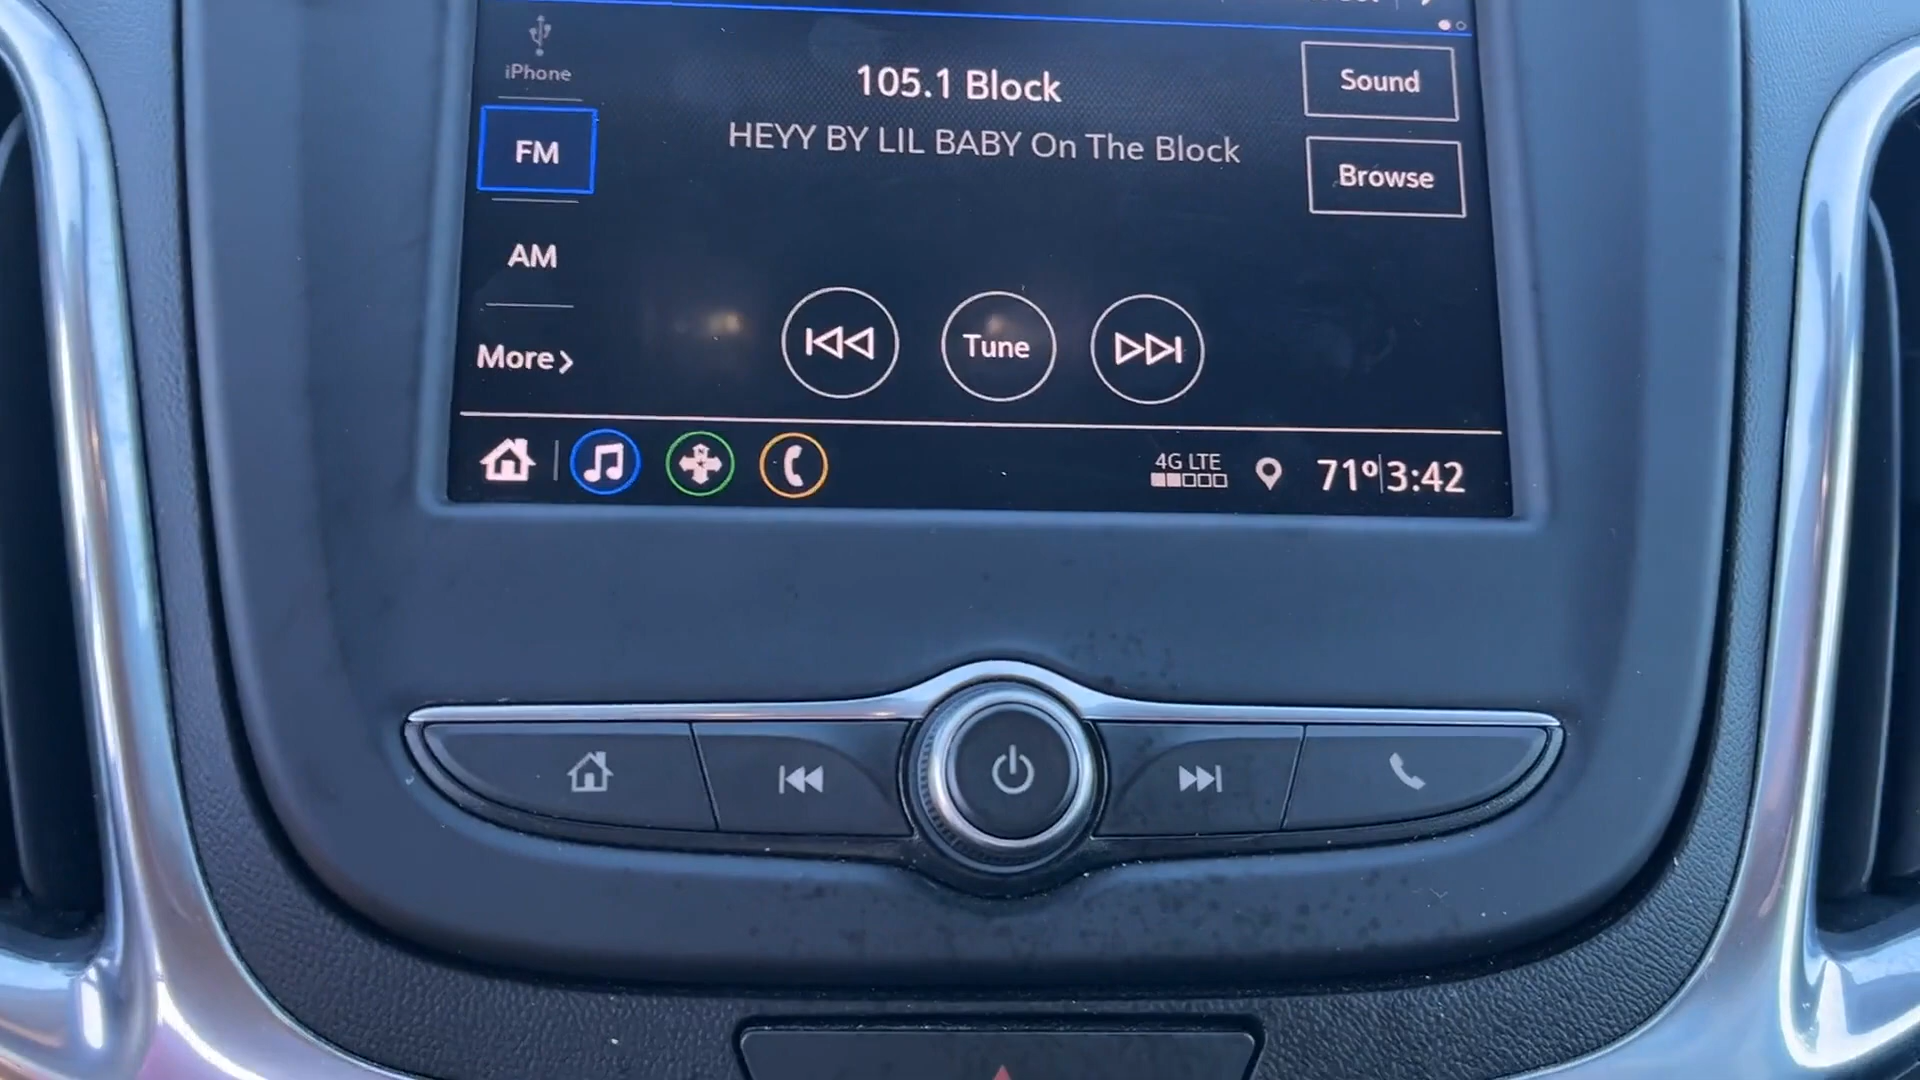 iPhone
FM
AM
More
105.1 Block
HEYY BY LIL BABY On The Block
Sound
Browse
Tune
4G LTE
71° 3:42